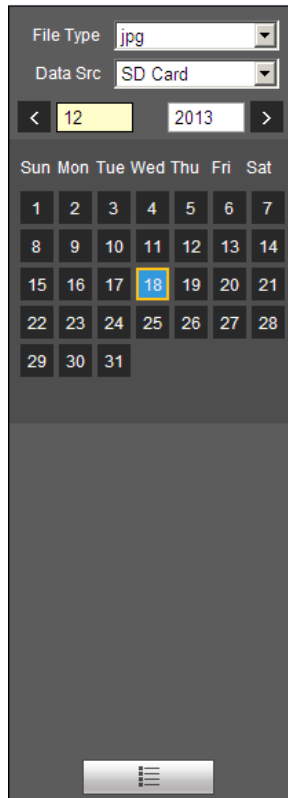 File Type jpg
Data Src SD Card
< 12 2013 >
Sun Mon Tue Wed Thu Fri Sat
1 2 3 4 5 6 7
8 9 10 11 12 13 14
15 16 17 18 19 20 21
22 23 24 25 26 27 28
29 30 31